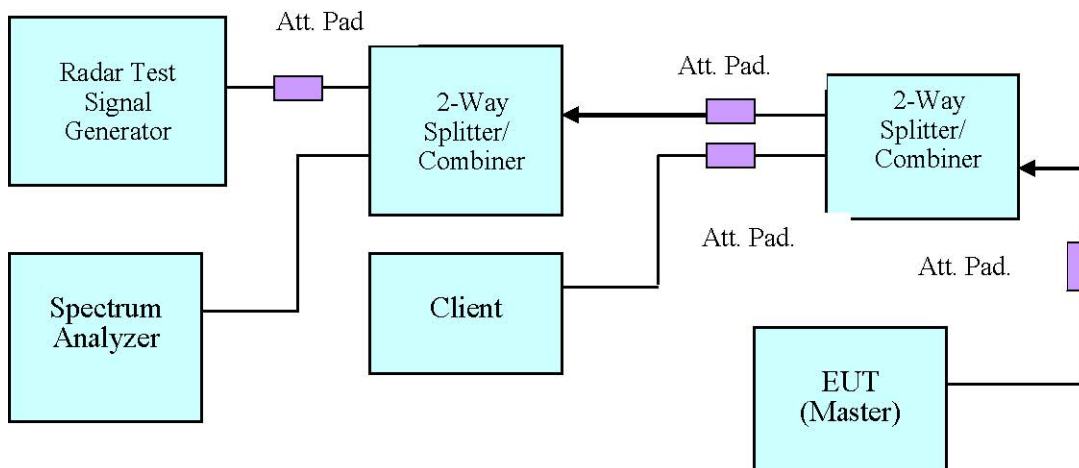 Att. Pad
Radar Test
Signal
Generator
2-Way
Splitter/
Combiner
Att. Pad.
2-Way
Splitter/
Combiner
Att. Pad.
Att. Pad.
Spectrum
Analyzer
Client
EUT
(Master)